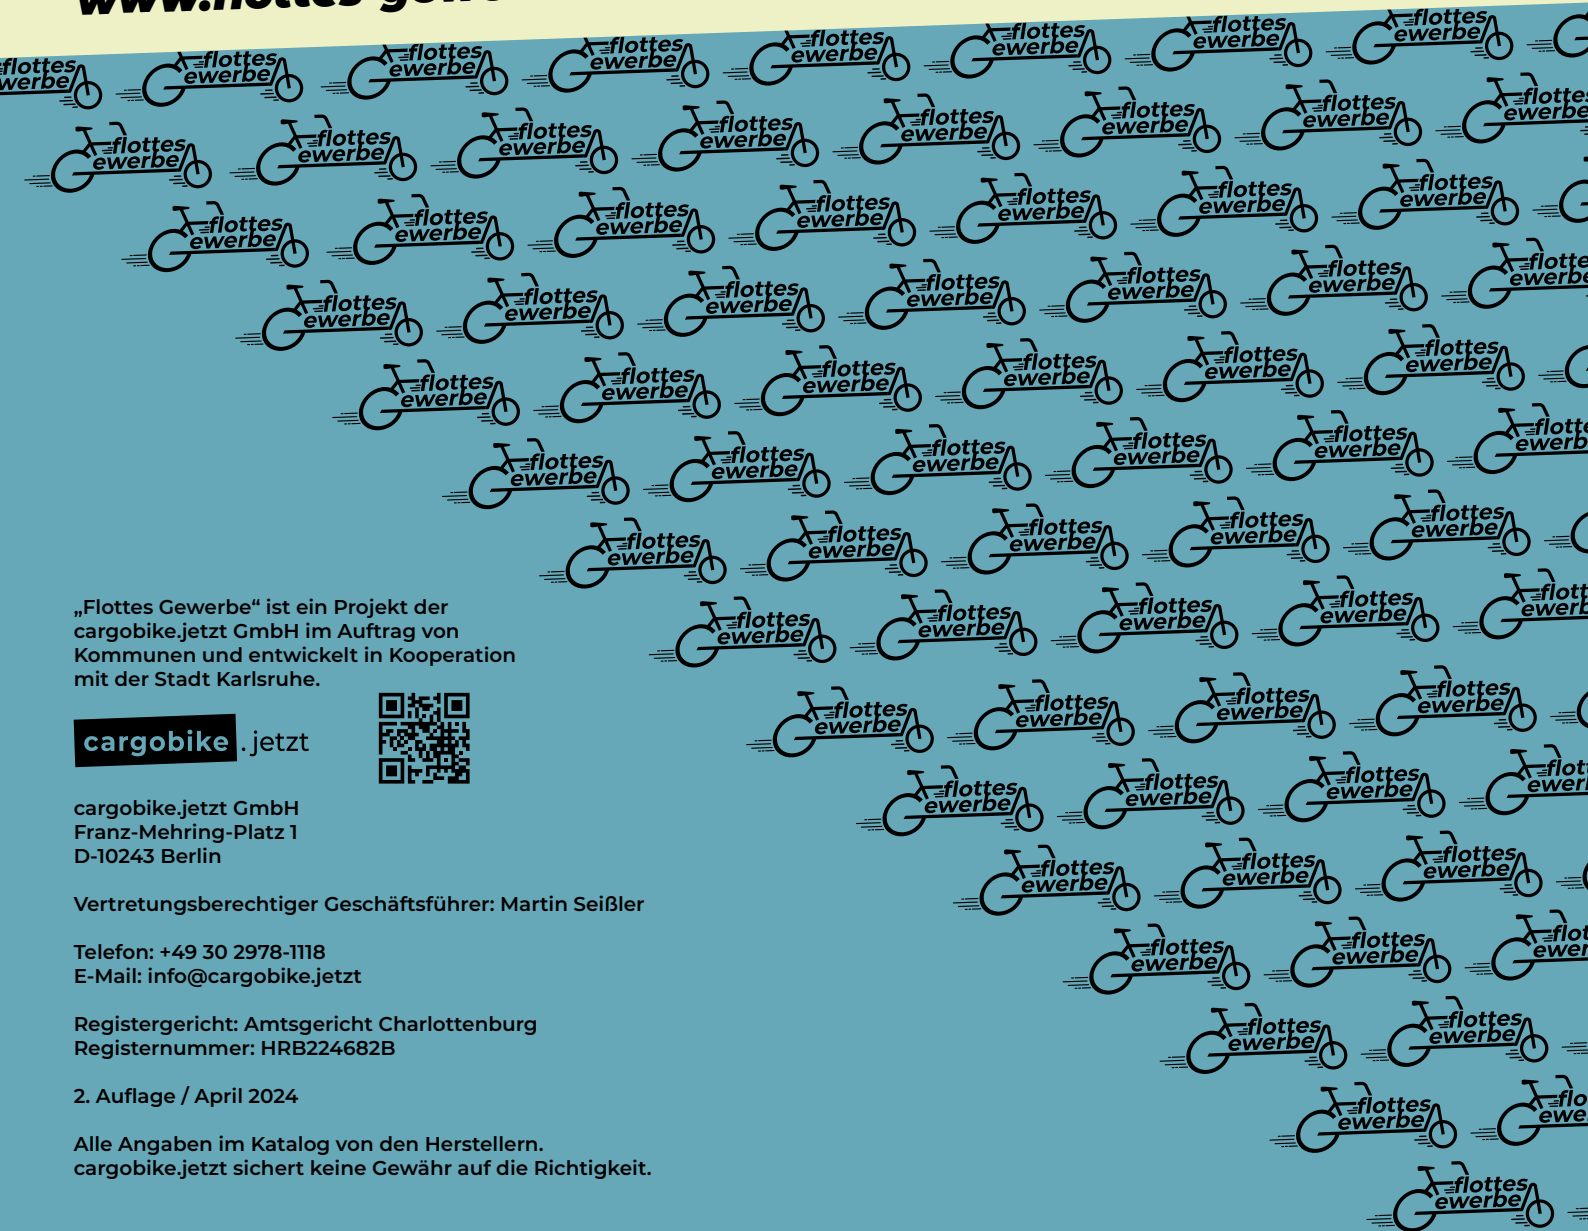 „Flottes Gewerbe“ ist ein Projekt der
cargobike.jetzt GmbH im Auftrag von
Kommunen und entwickelt in Kooperation
mit der Stadt Karlsruhe.
cargobike.jetzt
cargobike.jetzt GmbH
Franz-Mehring-Platz 1
D-10243 Berlin
Vertretungsberechtiger Geschäftsführer: Martin Seißler
Telefon: +49 30 2978-1118
E-Mail: info@cargobike.jetzt
Registergericht: Amtsgericht Charlottenburg
Registernummer: HRB224682B
2. Auflage / April 2024
Alle Angaben im Katalog von den Herstellern.
cargobike.jetzt sichert keine Gewähr auf die Richtigkeit.
flottes
ewerbe